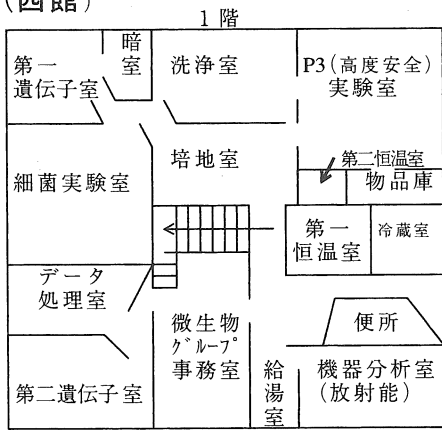 (西館)
1階
第一
遺伝子室
暗
室
洗浄室
P3(高度安全)
実験室
培地室
第二恒温室
物品庫
細菌実験室
第一
恒温室
冷蔵室
データ
処理室
微生物
グループ
事務室
便所
第二遺伝子室
給
湯
室
機器分析室
(放射能)